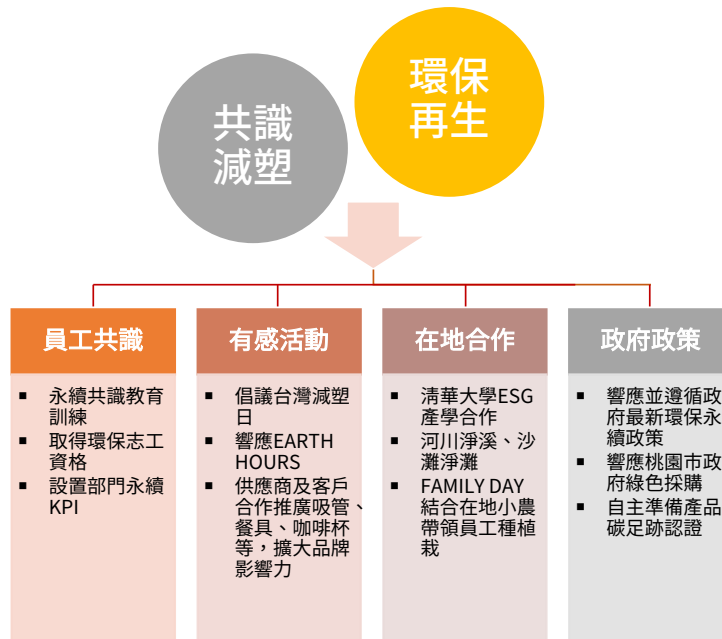 共識
減塑
環保
再生
員工共識
■ 永續共識教育
訓練
■ 取得環保志工
資格
■ 設置部門永續
KPI
有感活動
■ 倡議台灣減塑
日
■ 響應EARTH
HOURS
■ 供應商及客戶
合作推廣吸管、
餐具、咖啡杯
等，擴大品牌
影響力
在地合作
■ 淸華大學ESG
產學合作
■ 河川淨溪、沙
灘淨灘
■ FAMILY DAY
結合在地小農
帶領員工種植
栽
政府政策
■ 響應並遵循政
府最新環保永
續政策
■ 響應桃園市政
府綠色採購
■ 自主準備產品
碳足跡認證